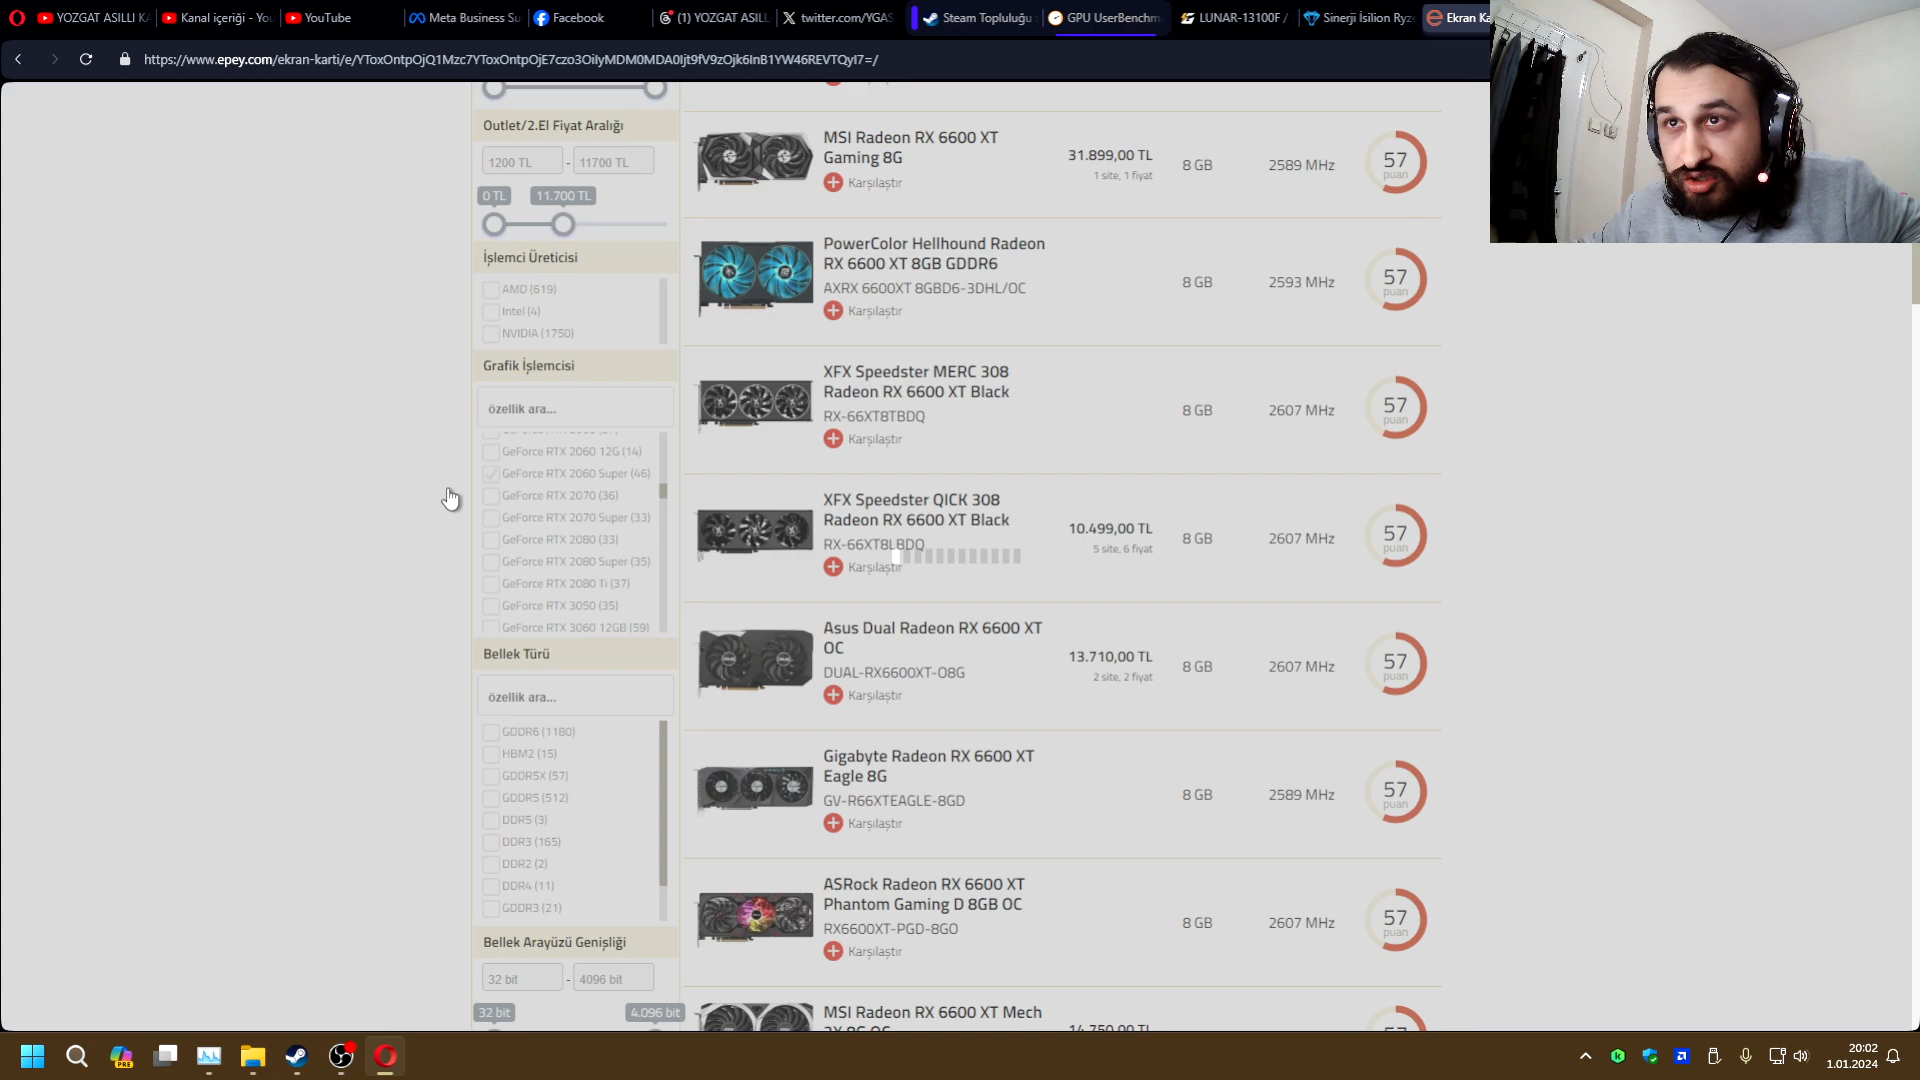 YOZGAT ASILLI KA
Kanal içeriği - You
YouTube
Meta Business Su
Facebook
(1) YOZGAT ASILL
twitter.com/YGAS
Steam Topluluğu
GPU UserBenchm
LUNAR-13100F /
Sinerji İsilion Ryze
Ekran Ka
Outlet/2.El Fiyat Aralığı
1200 TL - 11700 TL
0 TL 11.700 TL
İşlemci Üreticisi
AMD (619)
Intel (4)
NVIDIA (1750)
Grafik İşlemcisi
özellik ara...
GeForce RTX 2060 12G (14)
GeForce RTX 2060 Super (46)
GeForce RTX 2070 (36)
GeForce RTX 2070 Super (33)
GeForce RTX 2080 (33)
GeForce RTX 2080 Super (35)
GeForce RTX 2080 Ti (37)
GeForce RTX 3050 (35)
GeForce RTX 3060 12GB (59)
Bellek Türü
özellik ara...
GDDR6 (1180)
HBM2 (15)
GDDR5X (57)
GDDR5 (512)
DDR5 (3)
DDR3 (165)
DDR2 (2)
DDR4 (11)
GDDR3 (21)
Bellek Arayüzü Genişliği
32 bit - 4096 bit
32 bit 4.096 bit
MSI Radeon RX 6600 XT
Gaming 8G
Karşılaştır
31.899,00 TL
1 site, 1 fiyat
8 GB
2589 MHz
57
puan
PowerColor Hellhound Radeon
RX 6600 XT 8GB GDDR6
AXRX 6600XT 8GBD6-3DHL/OC
Karşılaştır
8 GB
2593 MHz
57
puan
XFX Speedster MERC 308
Radeon RX 6600 XT Black
RX-66XT8TBDQ
Karşılaştır
8 GB
2607 MHz
57
puan
XFX Speedster QICK 308
Radeon RX 6600 XT Black
RX-66XT8LBDQ
Karşılaştır
10.499,00 TL
5 site, 6 fiyat
8 GB
2607 MHz
57
puan
Asus Dual Radeon RX 6600 XT
OC
DUAL-RX6600XT-O8G
Karşılaştır
13.710,00 TL
2 site, 2 fiyat
8 GB
2607 MHz
57
puan
Gigabyte Radeon RX 6600 XT
Eagle 8G
GV-R66XTEAGLE-8GD
Karşılaştır
8 GB
2589 MHz
57
puan
ASRock Radeon RX 6600 XT
Phantom Gaming D 8GB OC
RX6600XT-PGD-8GO
Karşılaştır
8 GB
2607 MHz
57
puan
MSI Radeon RX 6600 XT Mech
2X 8G OC
14.750,00 TL
57
PRE
20:02
1.01.2024